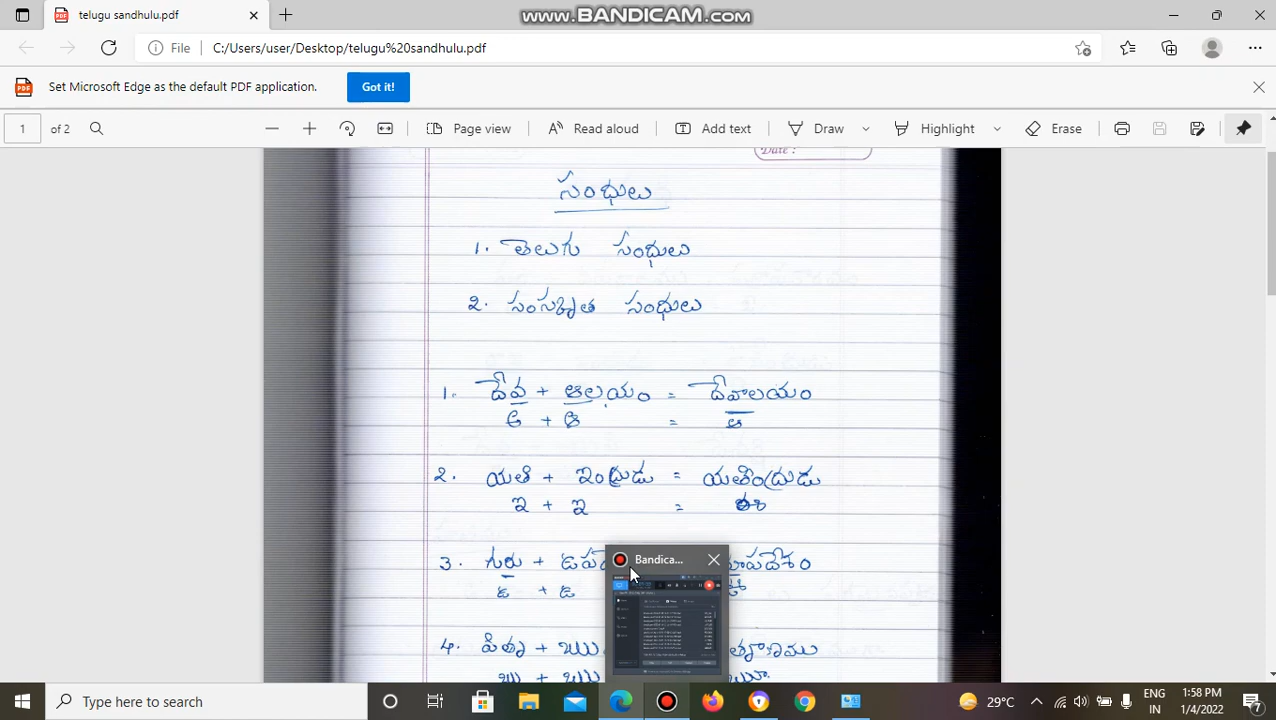 telugu sandhulu.pdf
WWW.BANDICAM.COM
File C:/Users/user/Desktop/telugu%20sandhulu.pdf
Set Microsoft Edge as the default PDF application. Got it!
1 of 2 Page view Read aloud Add text Draw Highlight Erase
Date :
సంధులు
1. తెలుగు సంధులు
2. సంస్కృత సంధులు
1. దేవ + ఆలయం = దేవాలయం
అ + ఆ = ఆ
2. యతి + ఇంద్రుడు = యతీంద్రుడు
ఇ + ఇ = ఈ
3.
Bandica...
4.
Type here to search
29°C
ENG
IN
1:38 PM
1/4/2022
7